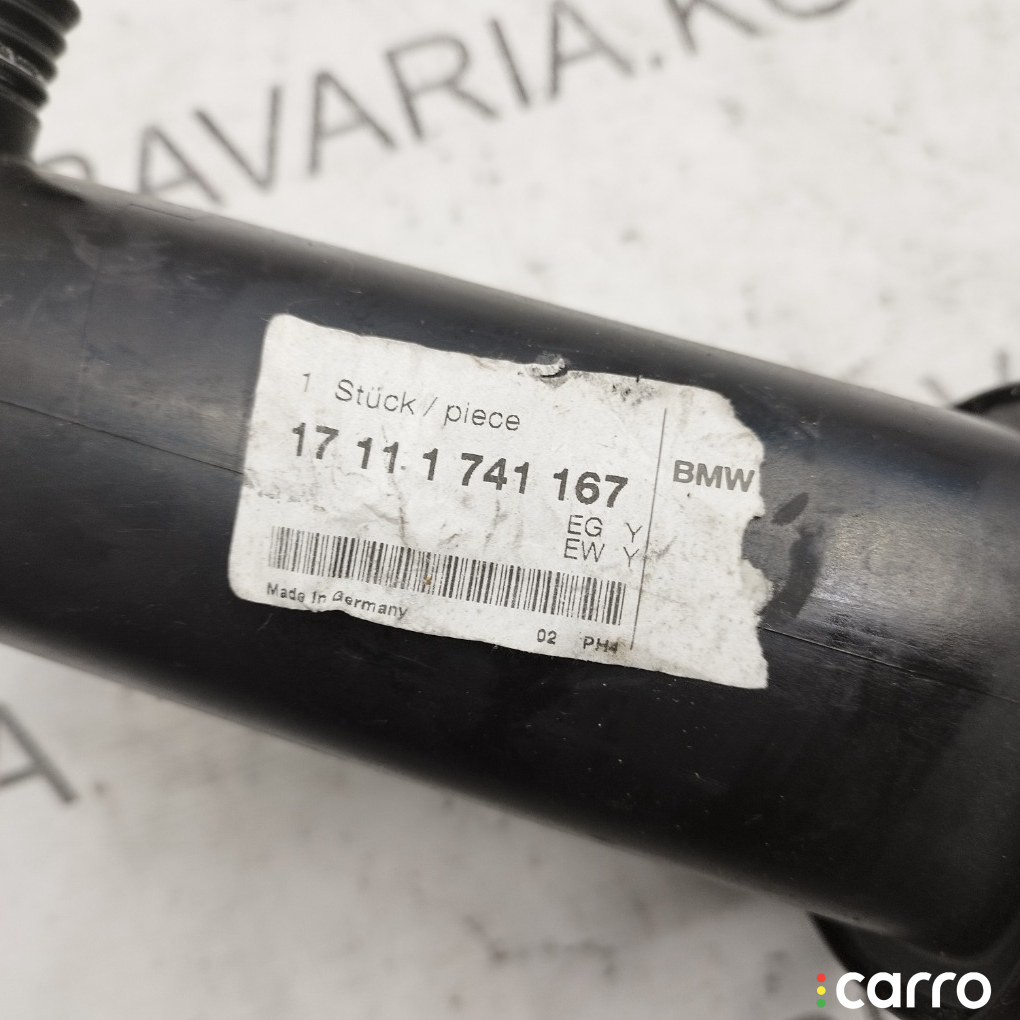 BAVARIA.K
1 Stück / piece
17 11 1 741 167
BMW
EG Y
EW Y
Made in Germany
02 PH4
carro